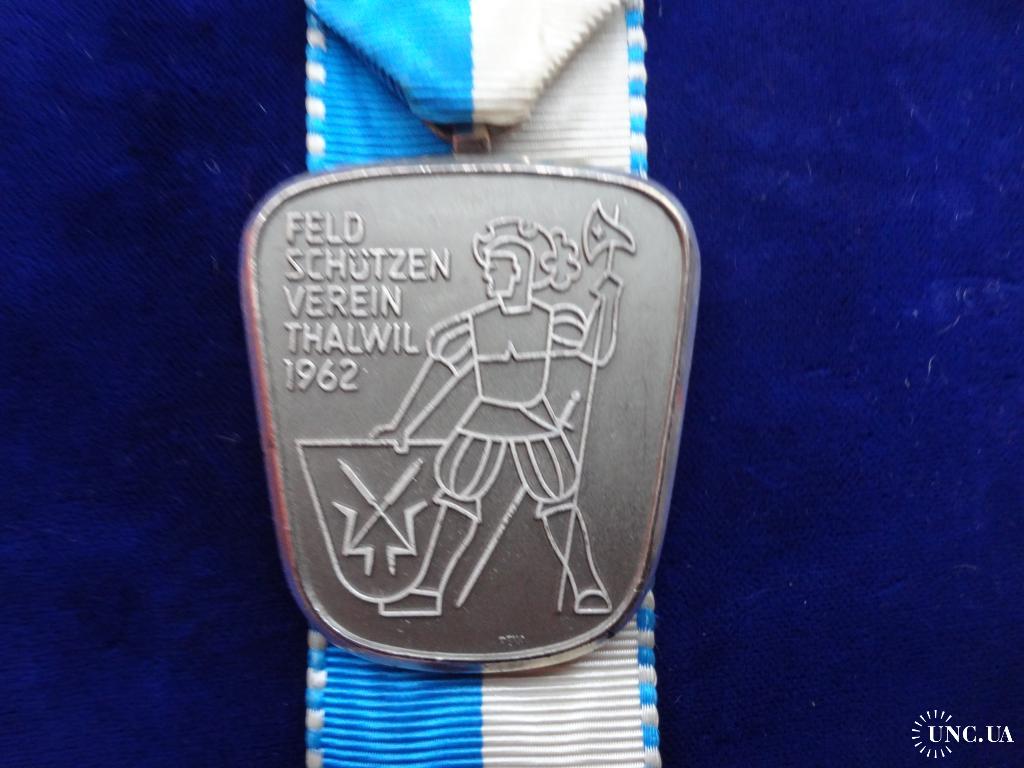 FELD
SCHÜTZEN
VEREIN
THALWIL
1962
UNC.UA